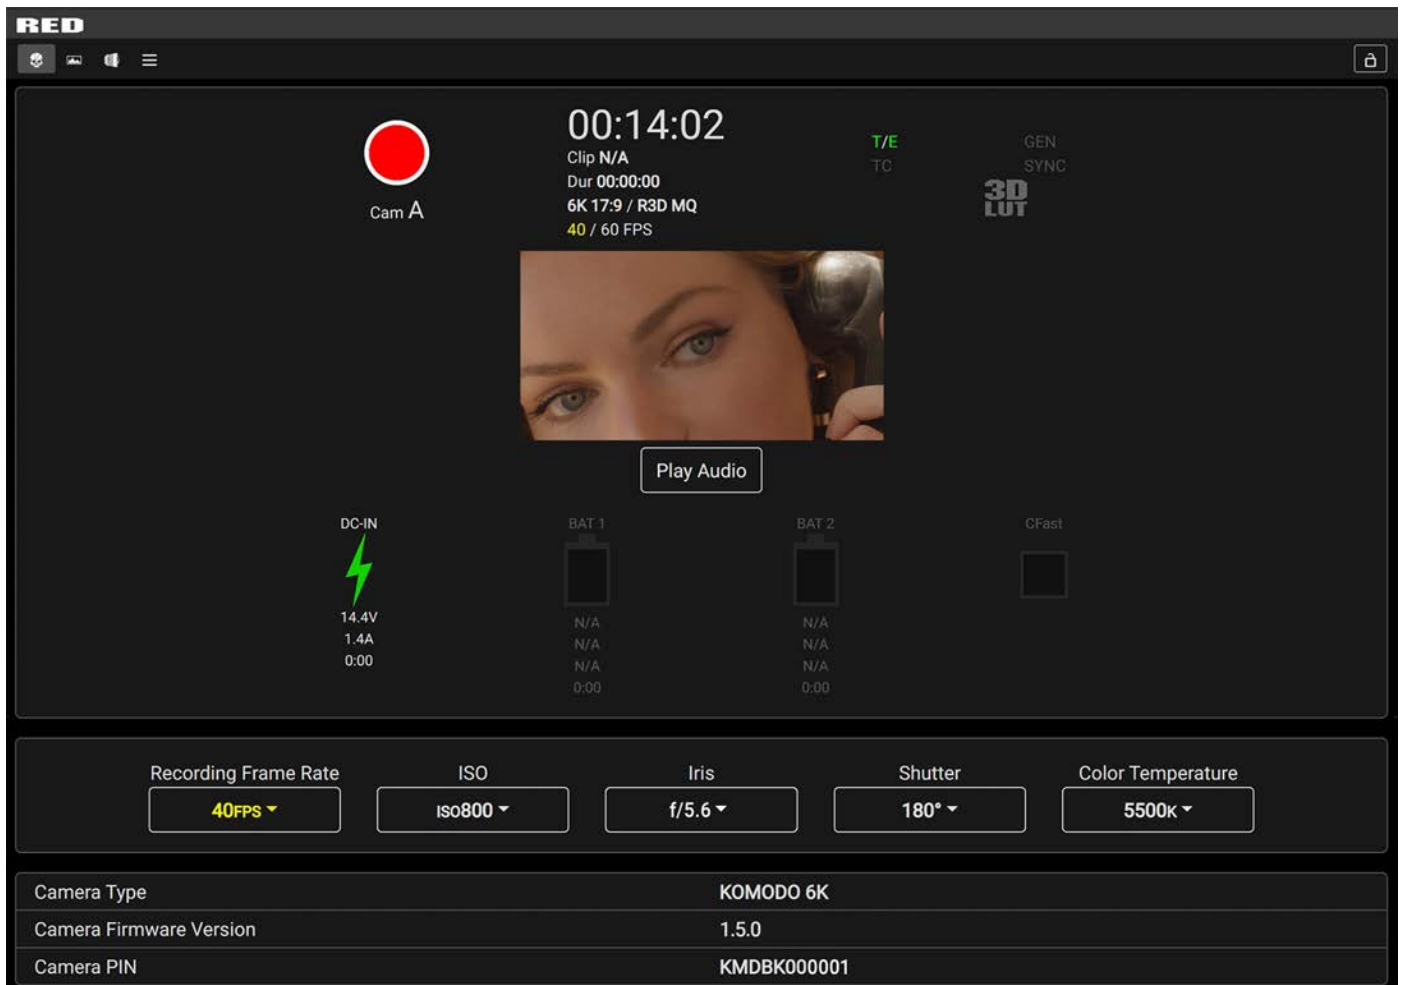 RED
00:14:02
Clip N/A
Dur 00:00:00
6K 17:9 / R3D MQ
40 / 60 FPS
Cam A
T/E
TC
GEN
SYNC
3D
LUT
Play Audio
DC-IN
14.4V
1.4A
0:00
BAT 1
N/A
N/A
N/A
0:00
BAT 2
N/A
N/A
N/A
0:00
CFast
Recording Frame Rate
40FPS
ISO
ISO800
Iris
f/5.6
Shutter
180°
Color Temperature
5500K
Camera Type KOMODO 6K
Camera Firmware Version 1.5.0
Camera PIN KMDBK000001